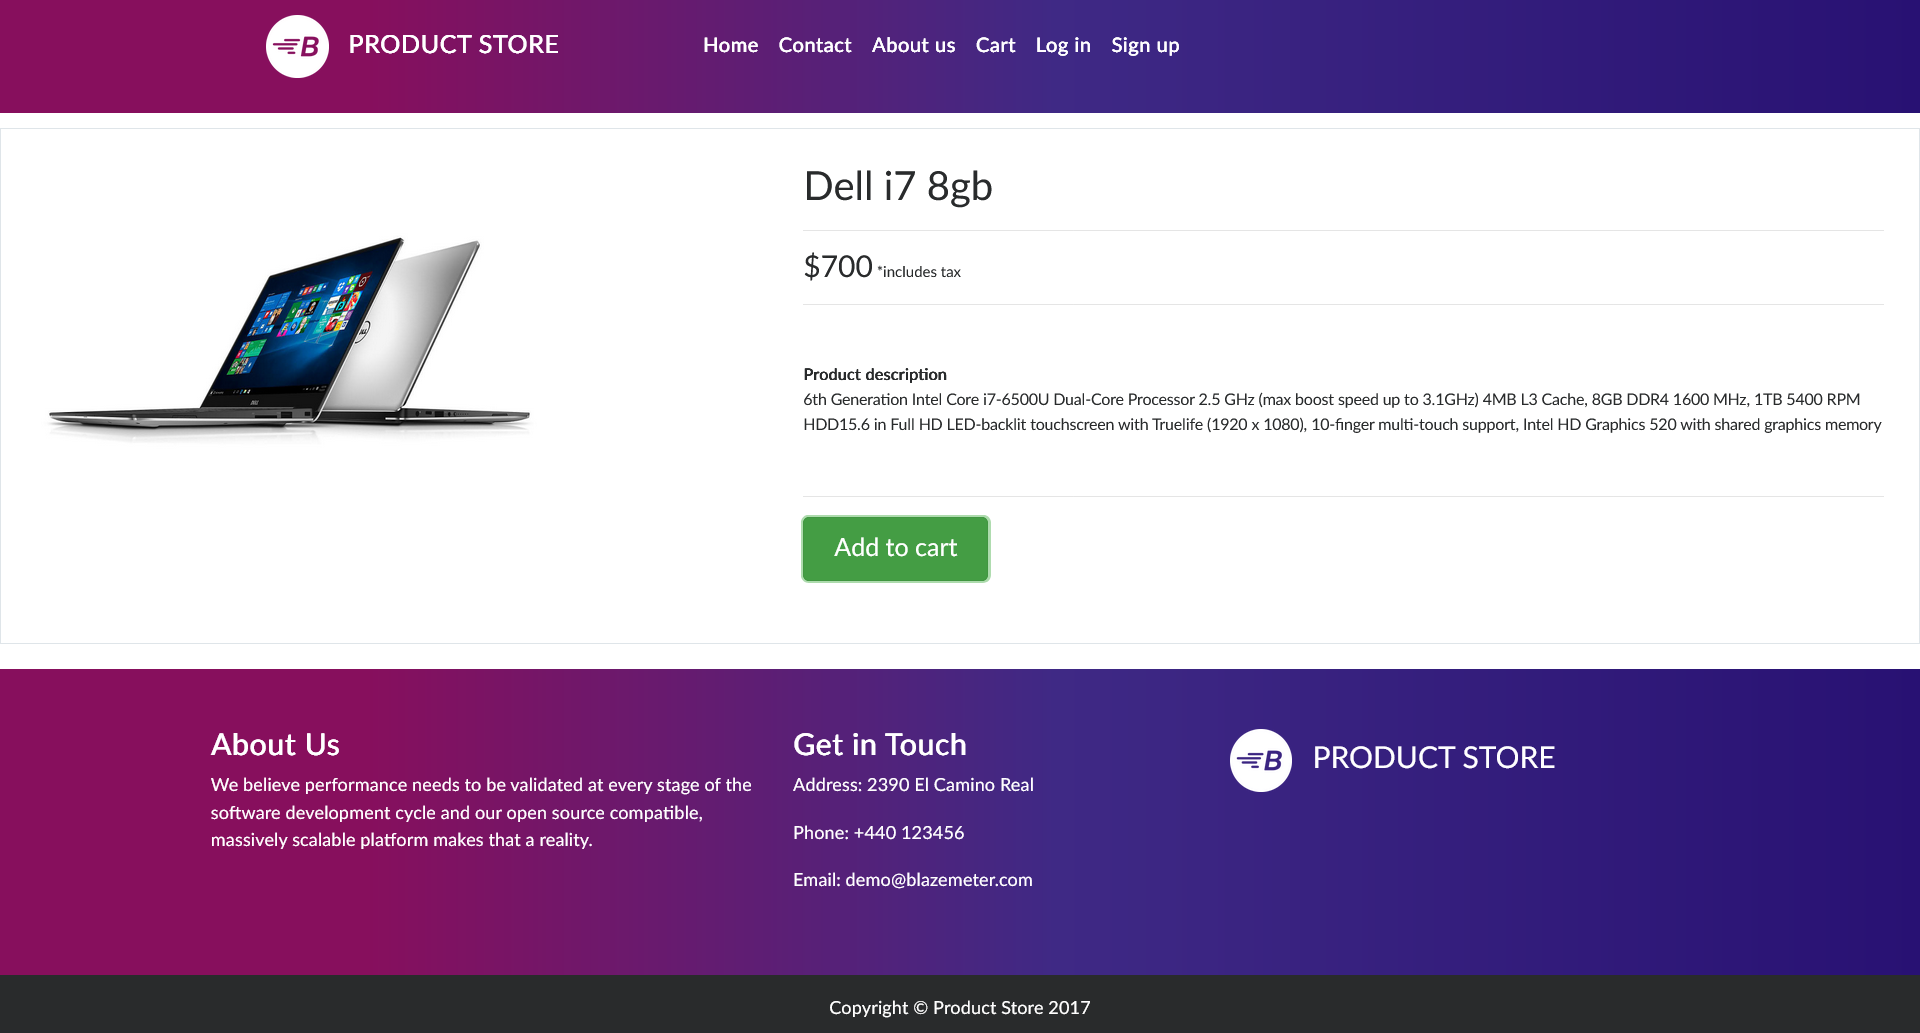 B PRODUCT STORE
Home Contact About us Cart Log in Sign up
Dell i7 8gb
$700 *includes tax
Product description
6th Generation Intel Core i7-6500U Dual-Core Processor 2.5 GHz (max boost speed up to 3.1GHz) 4MB L3 Cache, 8GB DDR4 1600 MHz, 1TB 5400 RPM
HDD15.6 in Full HD LED-backlit touchscreen with Truelife (1920 x 1080), 10-finger multi-touch support, Intel HD Graphics 520 with shared graphics memory
Add to cart
About Us
We believe performance needs to be validated at every stage of the
software development cycle and our open source compatible,
massively scalable platform makes that a reality.
Get in Touch
Address: 2390 El Camino Real
Phone: +440 123456
Email: demo@blazemeter.com
B PRODUCT STORE
Copyright © Product Store 2017